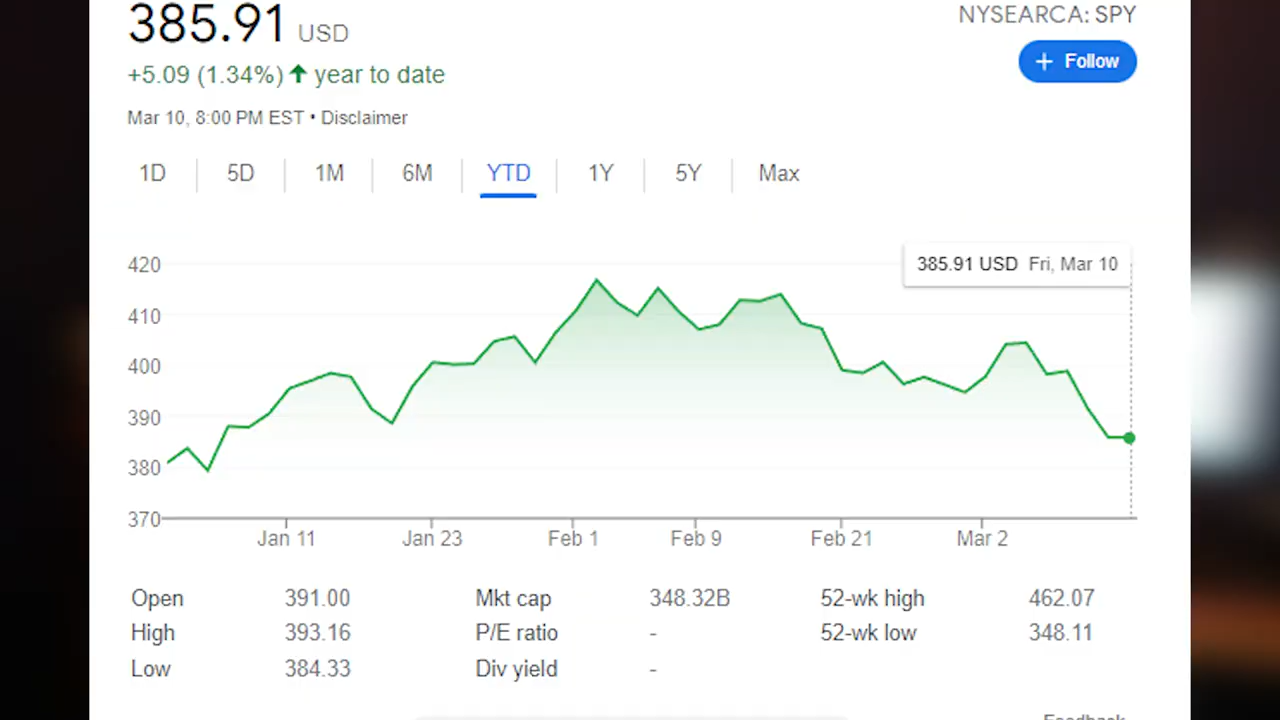 385.91 USD
NYSEARCA: SPY
+ Follow
+5.09 (1.34%) ↑ year to date
Mar 10, 8:00 PM EST • Disclaimer
1D 5D 1M 6M YTD 1Y 5Y Max
385.91 USD Fri, Mar 10
420
410
400
390
380
370
Jan 11 Jan 23 Feb 1 Feb 9 Feb 21 Mar 2
Open 391.00 Mkt cap 348.32B 52-wk high 462.07
High 393.16 P/E ratio - 52-wk low 348.11
Low 384.33 Div yield -
Feedback